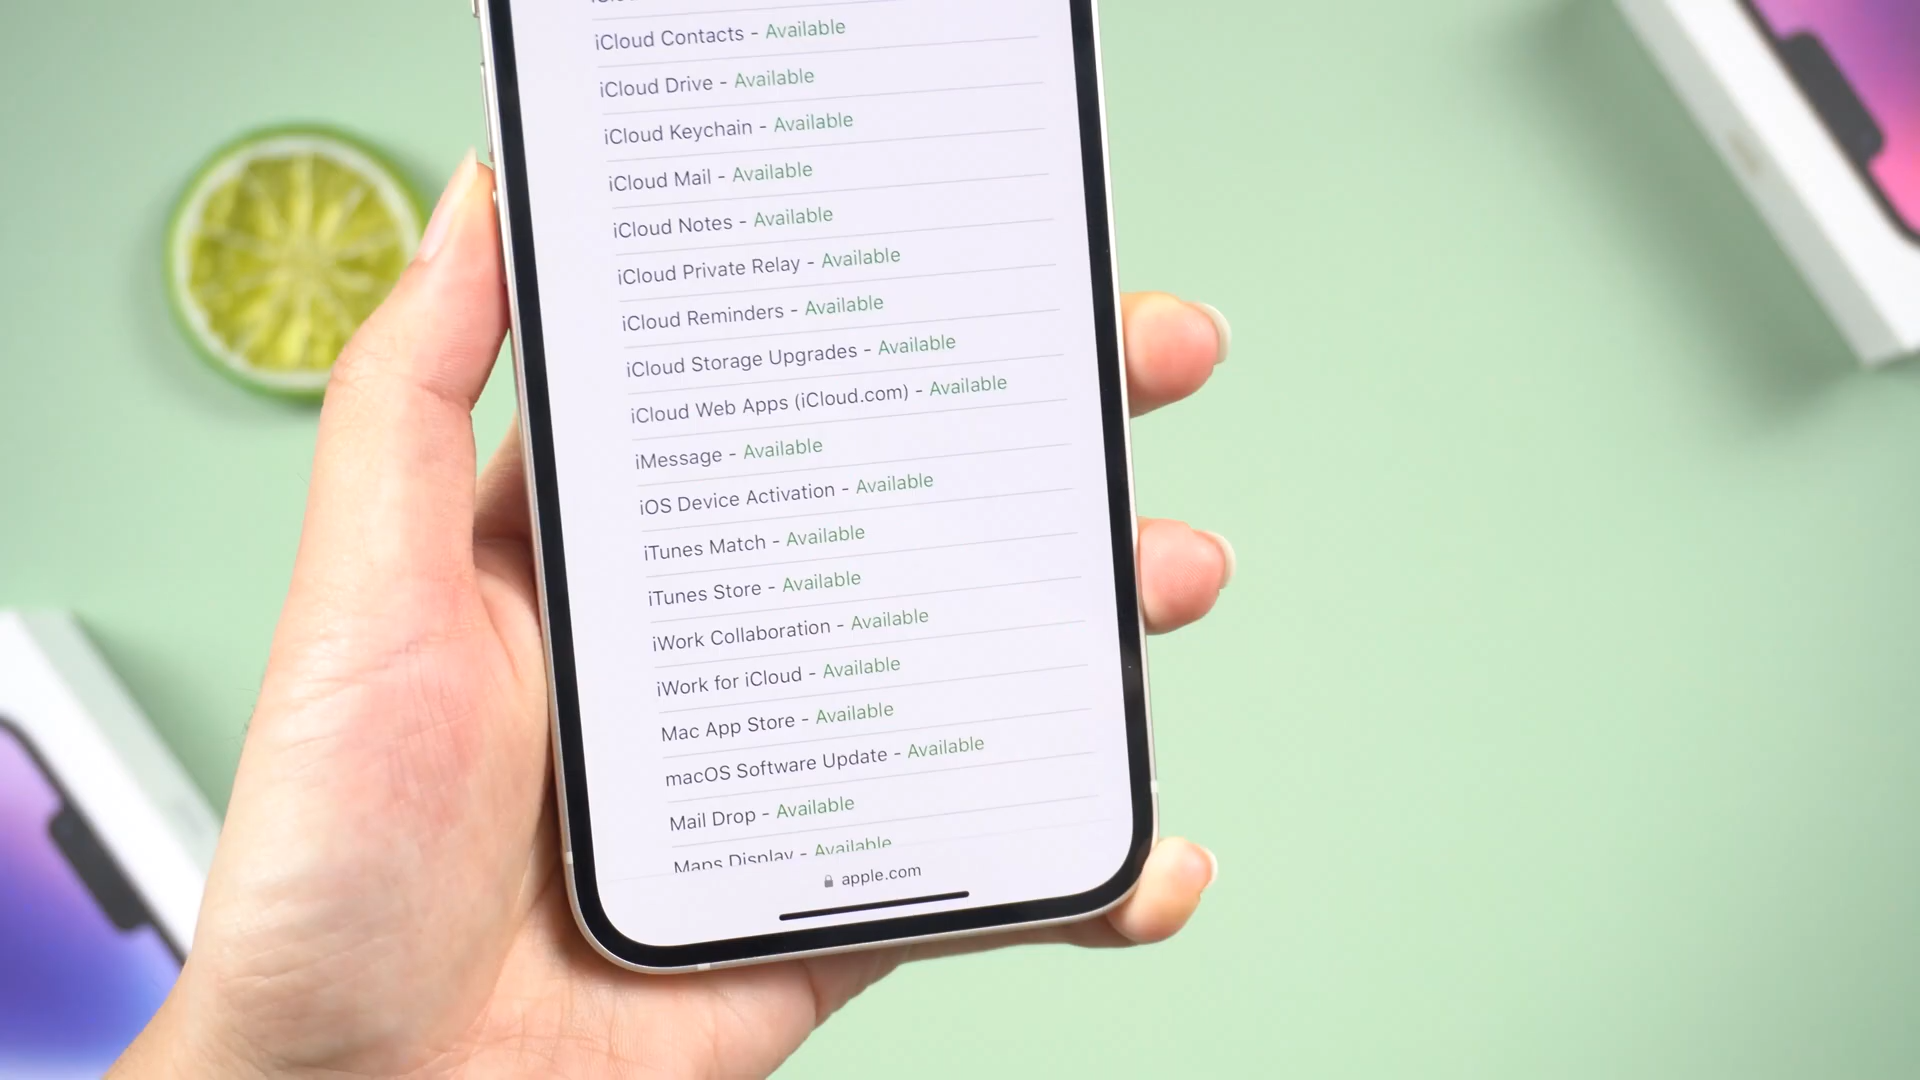 iCloud Contacts - Available
iCloud Drive - Available
iCloud Keychain - Available
iCloud Mail - Available
iCloud Notes - Available
iCloud Private Relay - Available
iCloud Reminders - Available
iCloud Storage Upgrades - Available
iCloud Web Apps (iCloud.com) - Available
iMessage - Available
iOS Device Activation - Available
iTunes Match - Available
iTunes Store - Available
iWork Collaboration - Available
iWork for iCloud - Available
Mac App Store - Available
macOS Software Update - Available
Mail Drop - Available
Maps Display - Available
apple.com